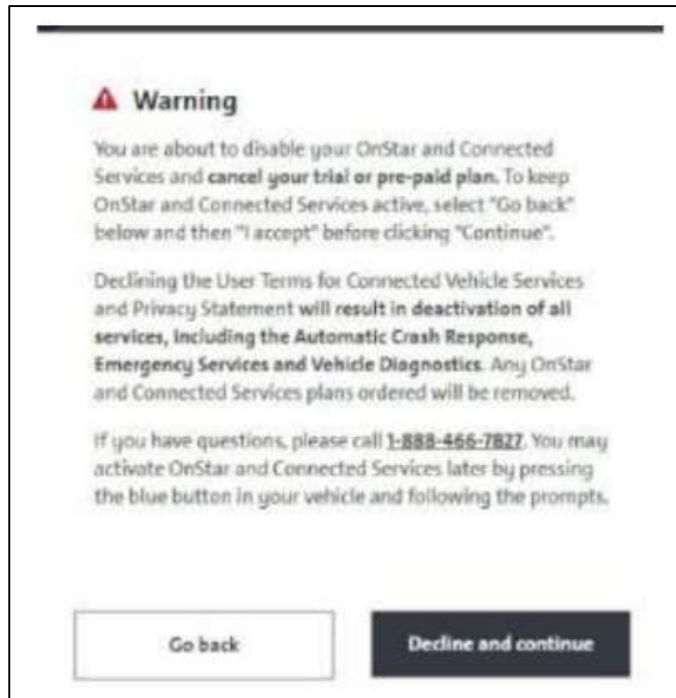 Warning
You are about to disable your OnStar and Connected
Services and cancel your trial or pre-paid plan. To keep
OnStar and Connected Services active, select "Go back"
below and then "I accept" before clicking "Continue".
Declining the User Terms for Connected Vehicle Services
and Privacy Statement will result in deactivation of all
services, including the Automatic Crash Response,
Emergency Services and Vehicle Diagnostics. Any OnStar
and Connected Services plans ordered will be removed.
If you have questions, please call 1-888-466-7827. You may
activate OnStar and Connected Services later by pressing
the blue button in your vehicle and following the prompts.
Go back
Decline and continue